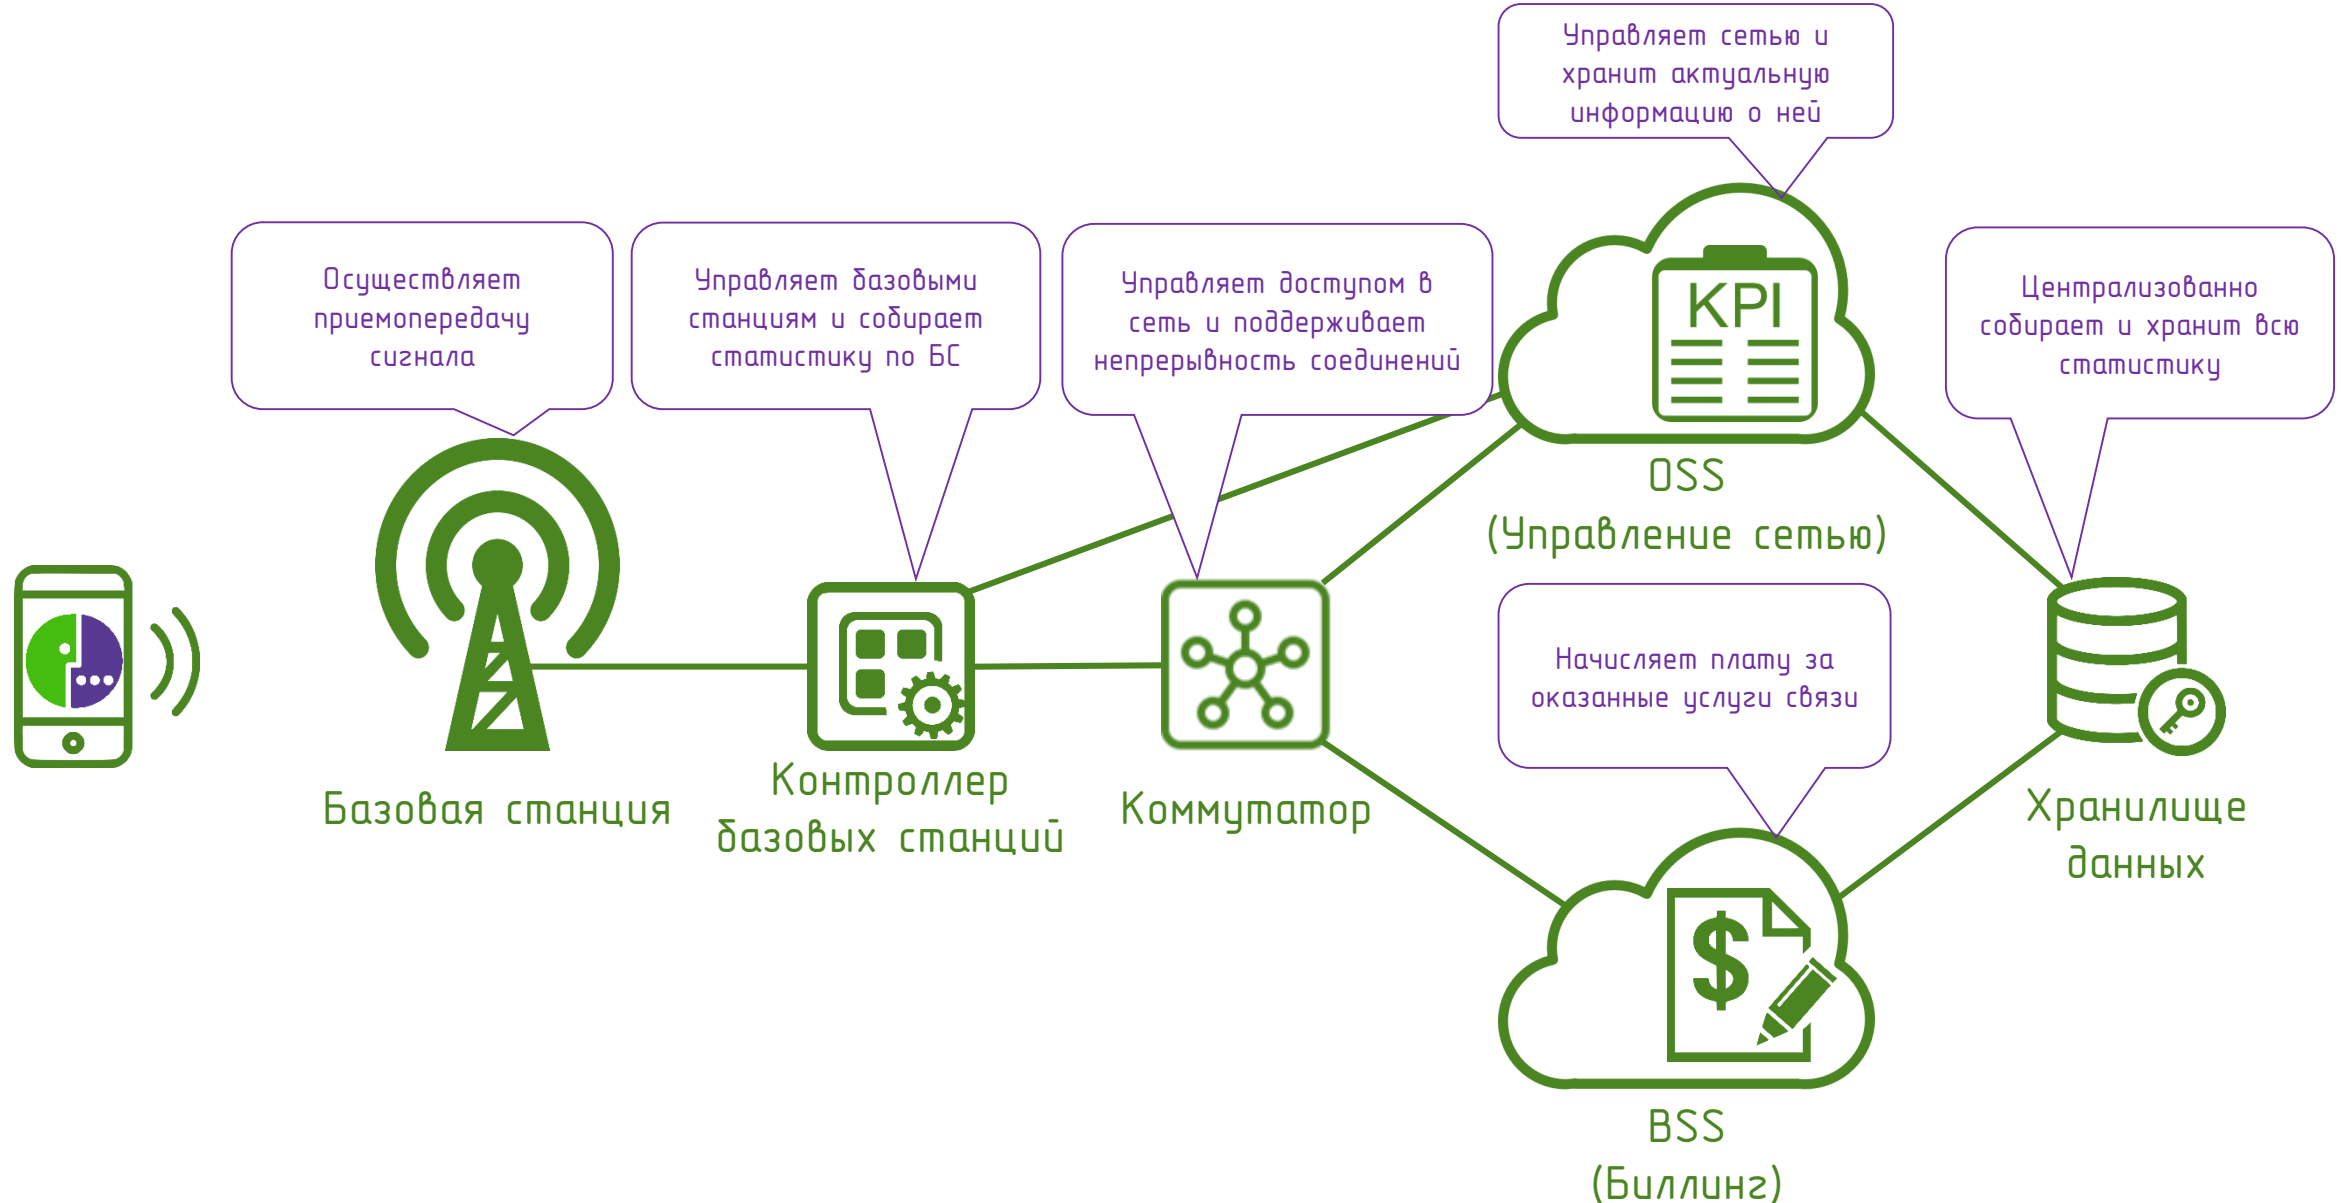 Управляет сетью и
хранит актуальную
информацию о ней
Осуществляет
приемопередачу
сигнала
Управляет базовыми
станциям и собирает
статистику по БС
Управляет доступом в
сеть и поддерживает
непрерывность соединений
Централизованно
собирает и хранит всю
статистику
KPI
OSS
(Управление сетью)
Начисляет плату за
оказанные услуги связи
$
Базовая станция
Контроллер
базовых станций
Коммутатор
Хранилище
данных
BSS
(Биллинг)